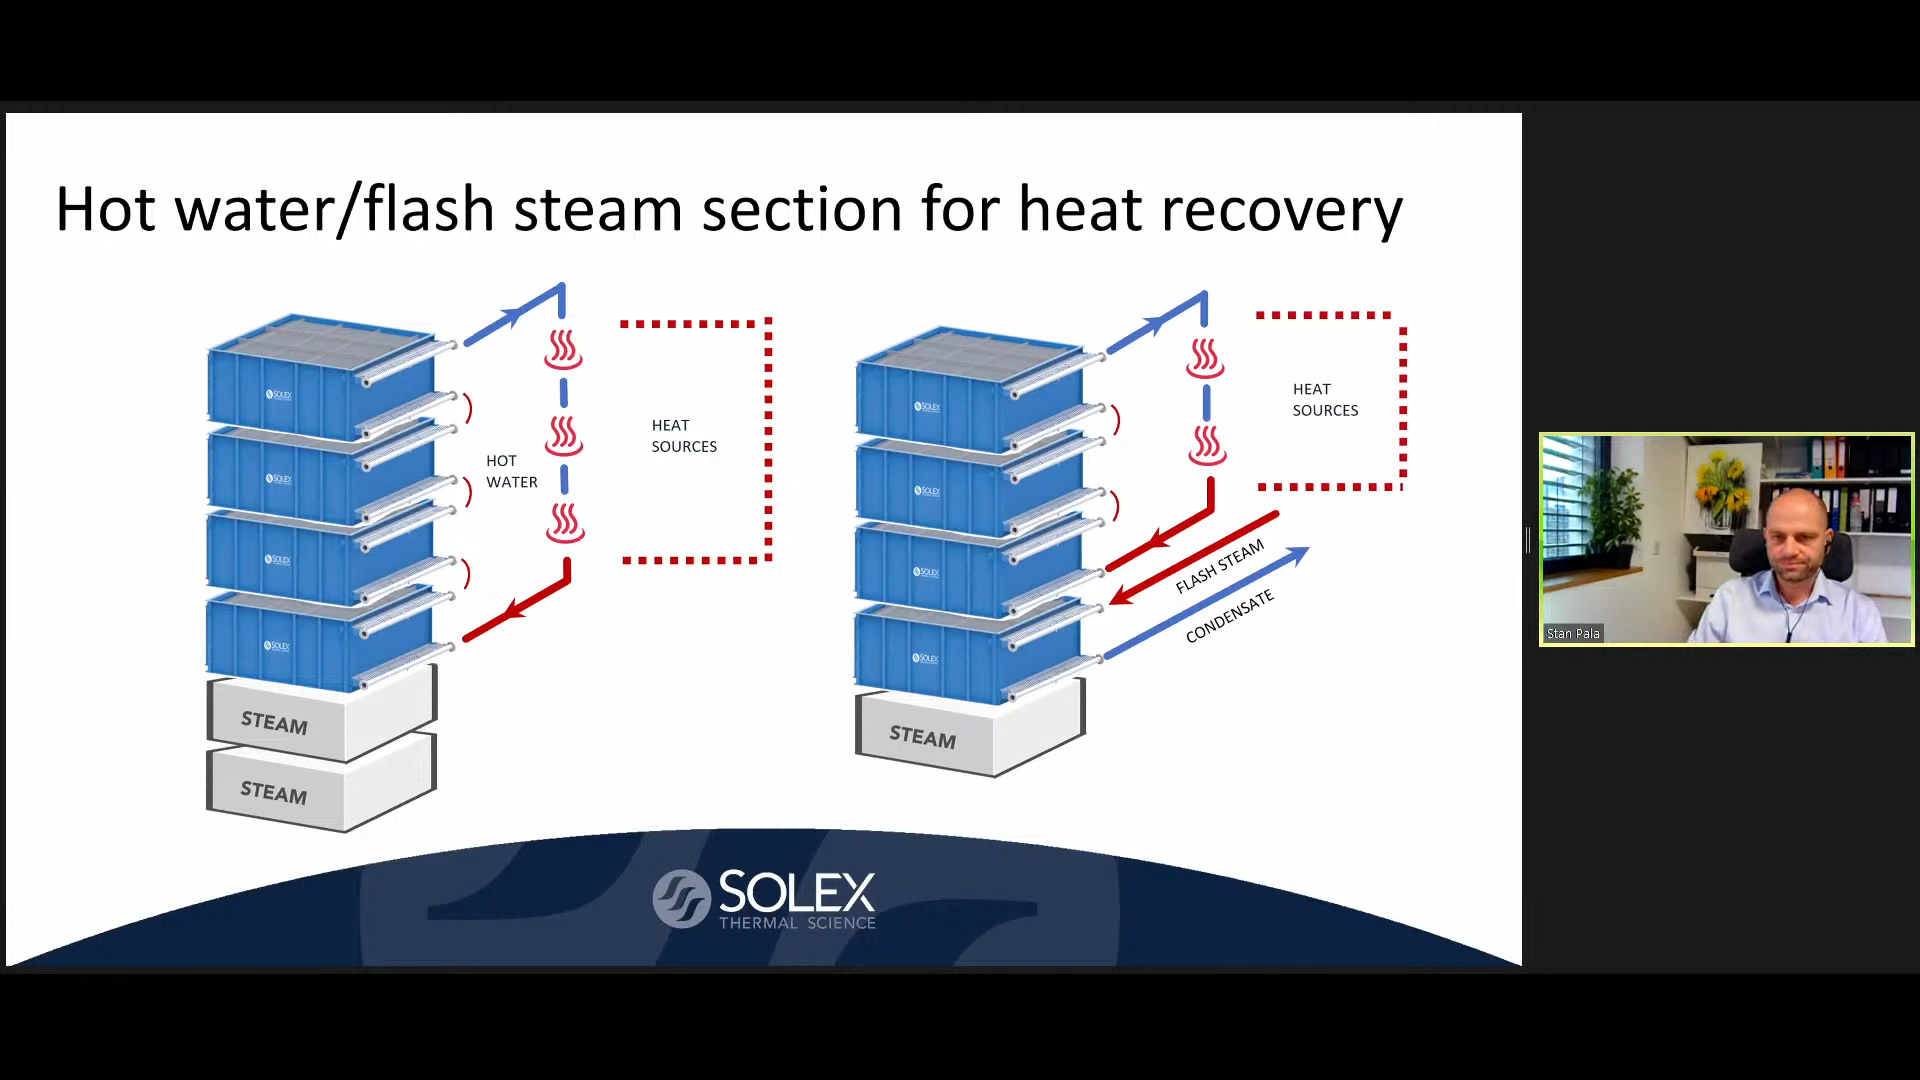 Hot water/flash steam section for heat recovery
SOLEX
SOLEX
SOLEX
SOLEX
STEAM
STEAM
HOT
WATER
HEAT
SOURCES
SOLEX
SOLEX
SOLEX
SOLEX
STEAM
HEAT
SOURCES
FLASH STEAM
CONDENSATE
SOLEX
THERMAL SCIENCE
Stan Pala